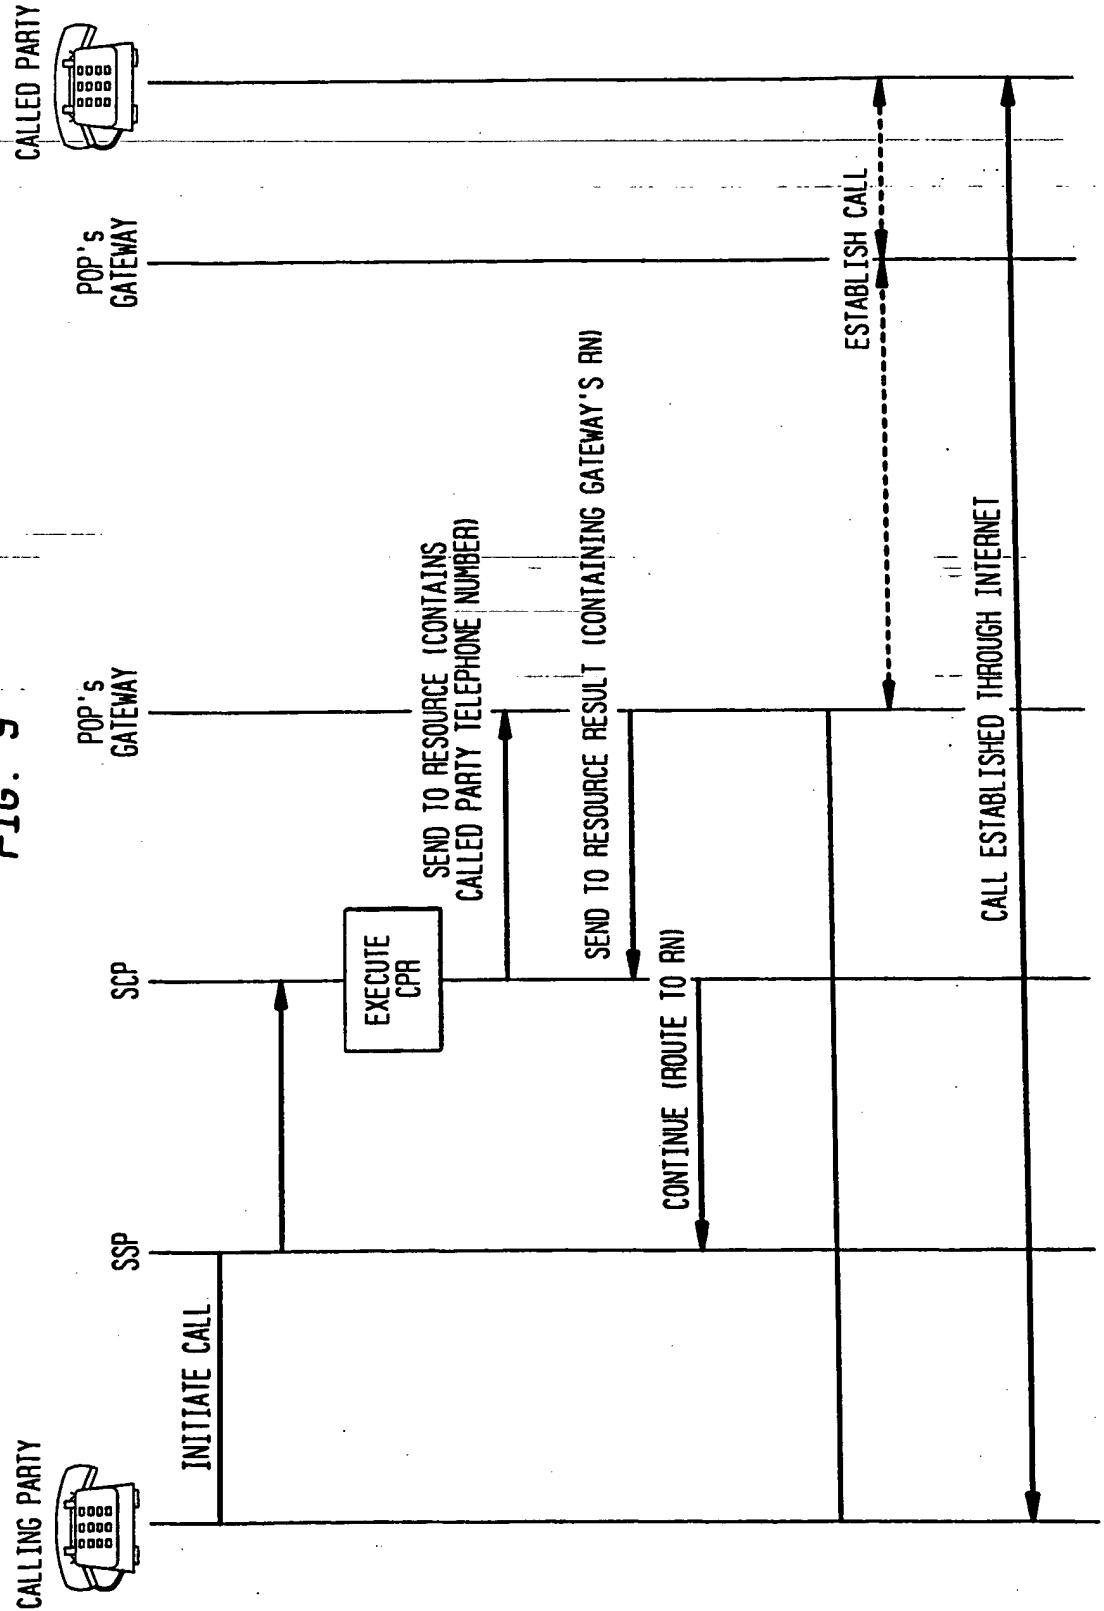 FIG. 9
CALLING PARTY
SSP
SCP
POP's
GATEWAY
POP's
GATEWAY
CALLED PARTY
INITIATE CALL
EXECUTE
CPR
SEND TO RESOURCE (CONTAINS
CALLED PARTY TELEPHONE NUMBER)
SEND TO RESOURCE RESULT (CONTAINING GATEWAY'S RN)
CONTINUE (ROUTE TO RN)
ESTABLISH CALL
CALL ESTABLISHED THROUGH INTERNET